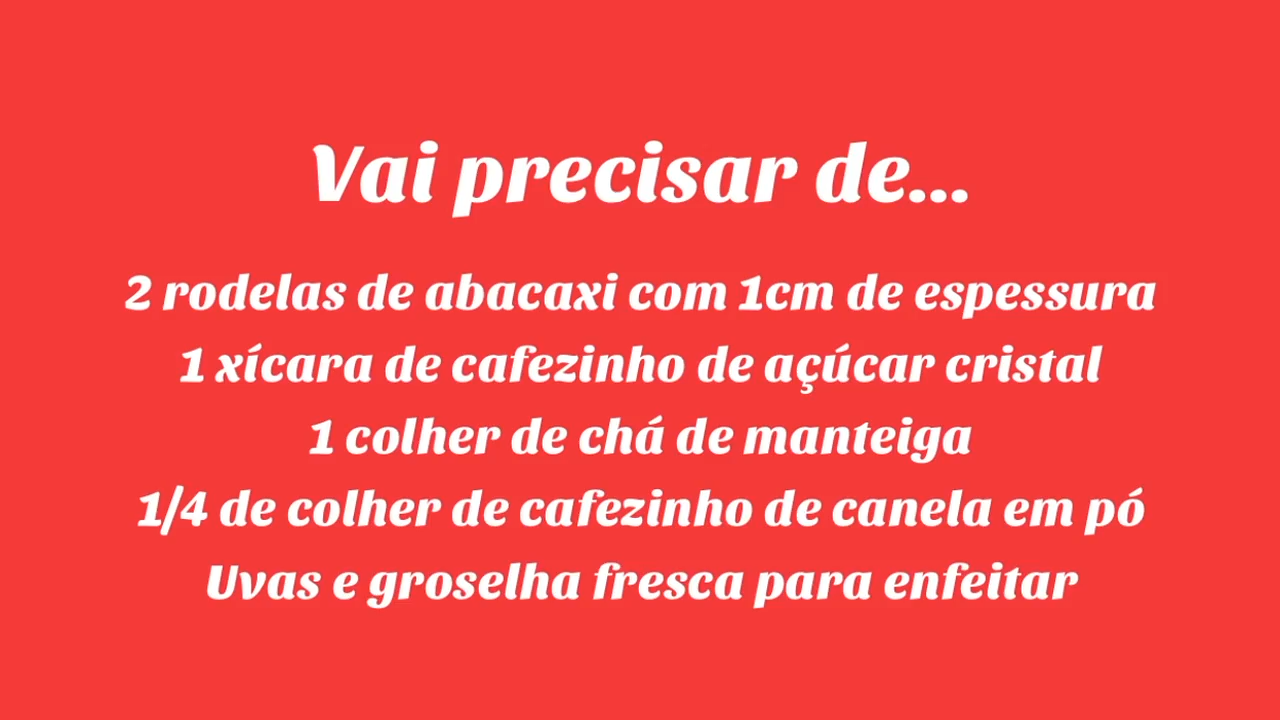 Vai precisar de...
2 rodelas de abacaxi com 1cm de espessura
1 xícara de cafezinho de açúcar cristal
1 colher de chá de manteiga
1/4 de colher de cafezinho de canela em pó
Uvas e groselha fresca para enfeitar